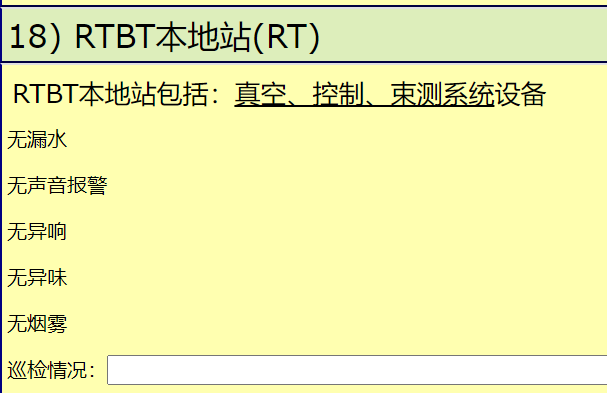 18) RTBT本地站(RT)
RTBT本地站包括：真空、控制、束测系统设备
无漏水
无声音报警
无异响
无异味
无烟雾
巡检情况：